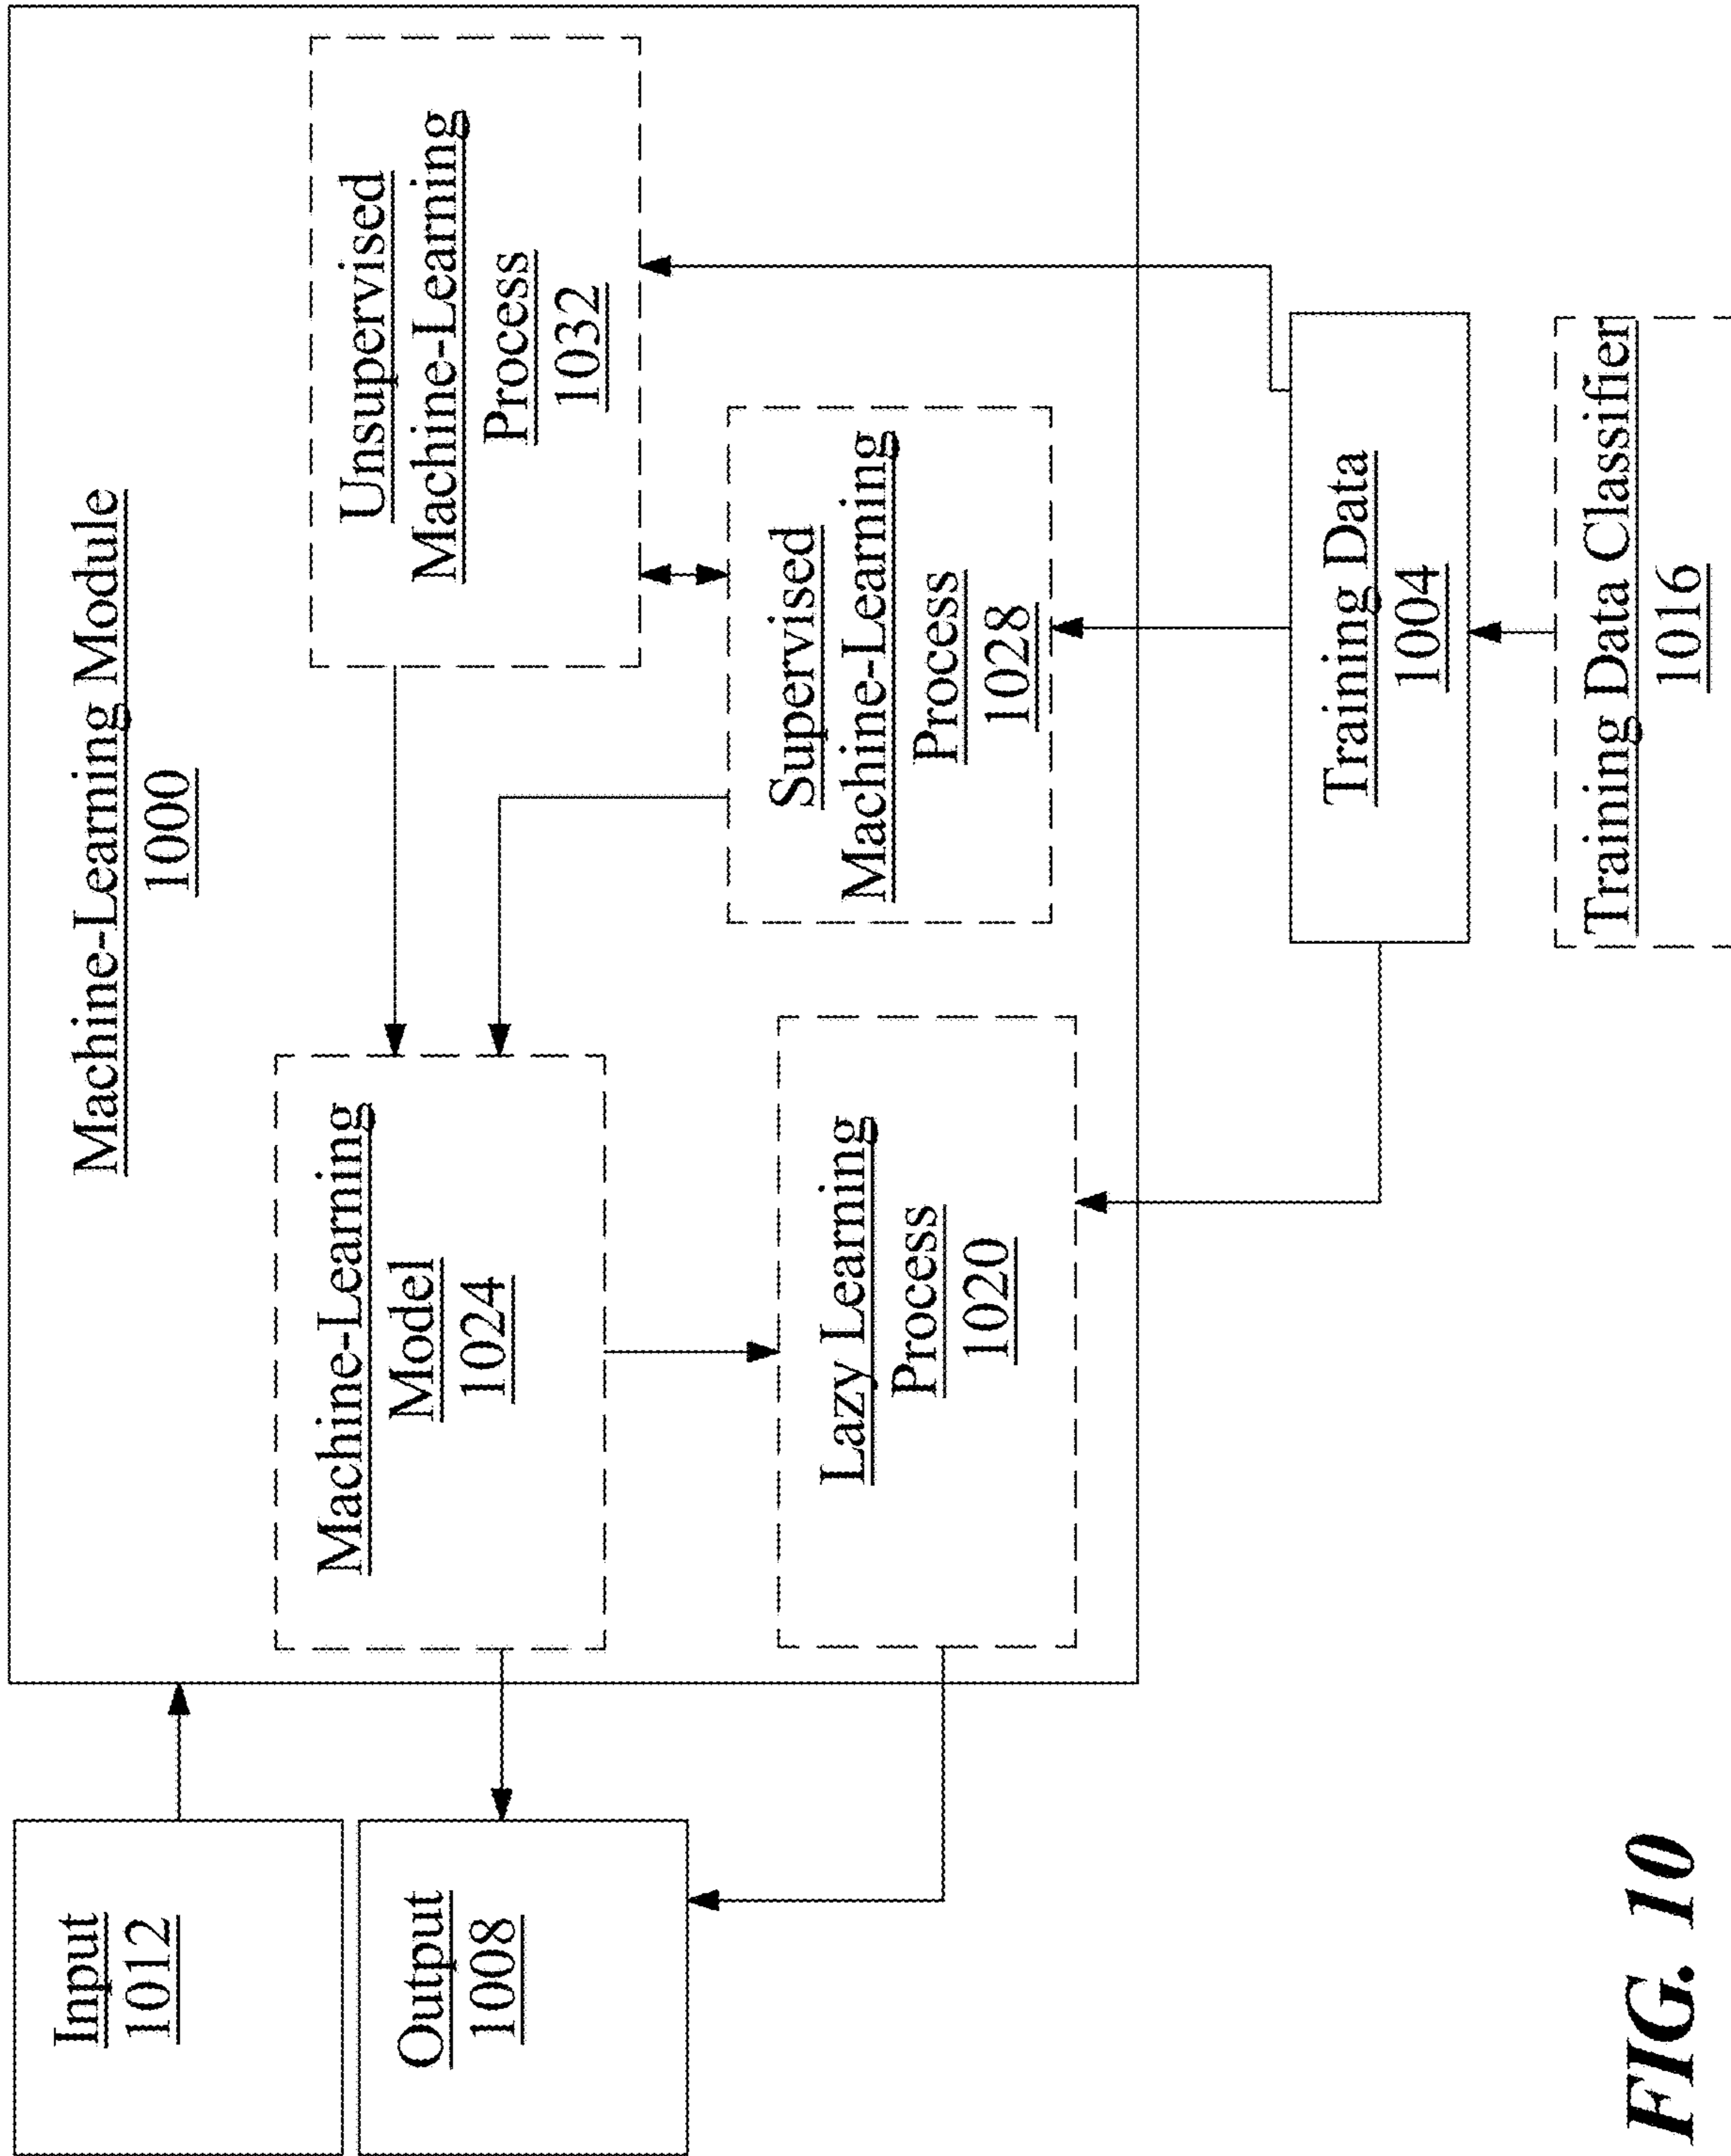 Machine-Learning Module
1000
Input
1012
Output
1008
Machine-Learning
Model
1024
Unsupervised
Machine-Learning
Process
1032
Lazy Learning
Process
1020
Supervised
Machine-Learning
Process
1028
Training Data
1004
Training Data Classifier
1016
FIG. 10